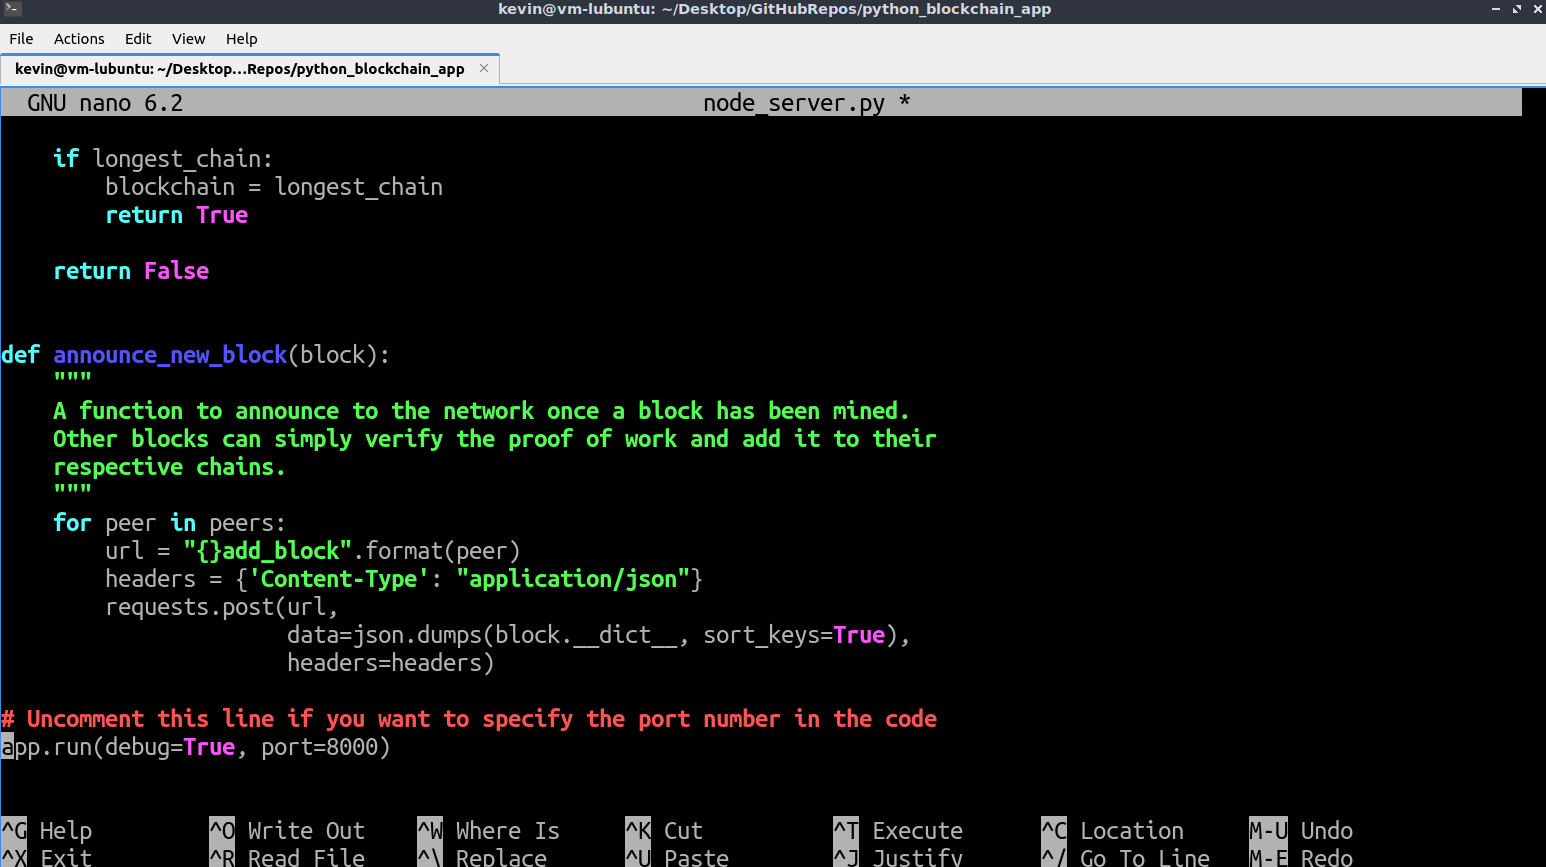 kevin@vm-lubuntu: ~/Desktop/GitHubRepos/python_blockchain_app
File Actions Edit View Help
kevin@vm-lubuntu: ~/Desktop...Repos/python_blockchain_app
GNU nano 6.2 node_server.py *
if longest_chain:
blockchain = longest_chain
return True
return False
def announce_new_block(block):
"""
A function to announce to the network once a block has been mined.
Other blocks can simply verify the proof of work and add it to their
respective chains.
"""
for peer in peers:
url = "{}add_block".format(peer)
headers = {'Content-Type': "application/json"}
requests.post(url,
data=json.dumps(block.__dict__, sort_keys=True),
headers=headers)
# Uncomment this line if you want to specify the port number in the code
app.run(debug=True, port=8000)
^G Help ^O Write Out ^W Where Is ^K Cut ^T Execute ^C Location M-U Undo
^X Exit ^R Read File ^\ Replace ^U Paste ^J Justify ^/ Go To Line M-E Redo